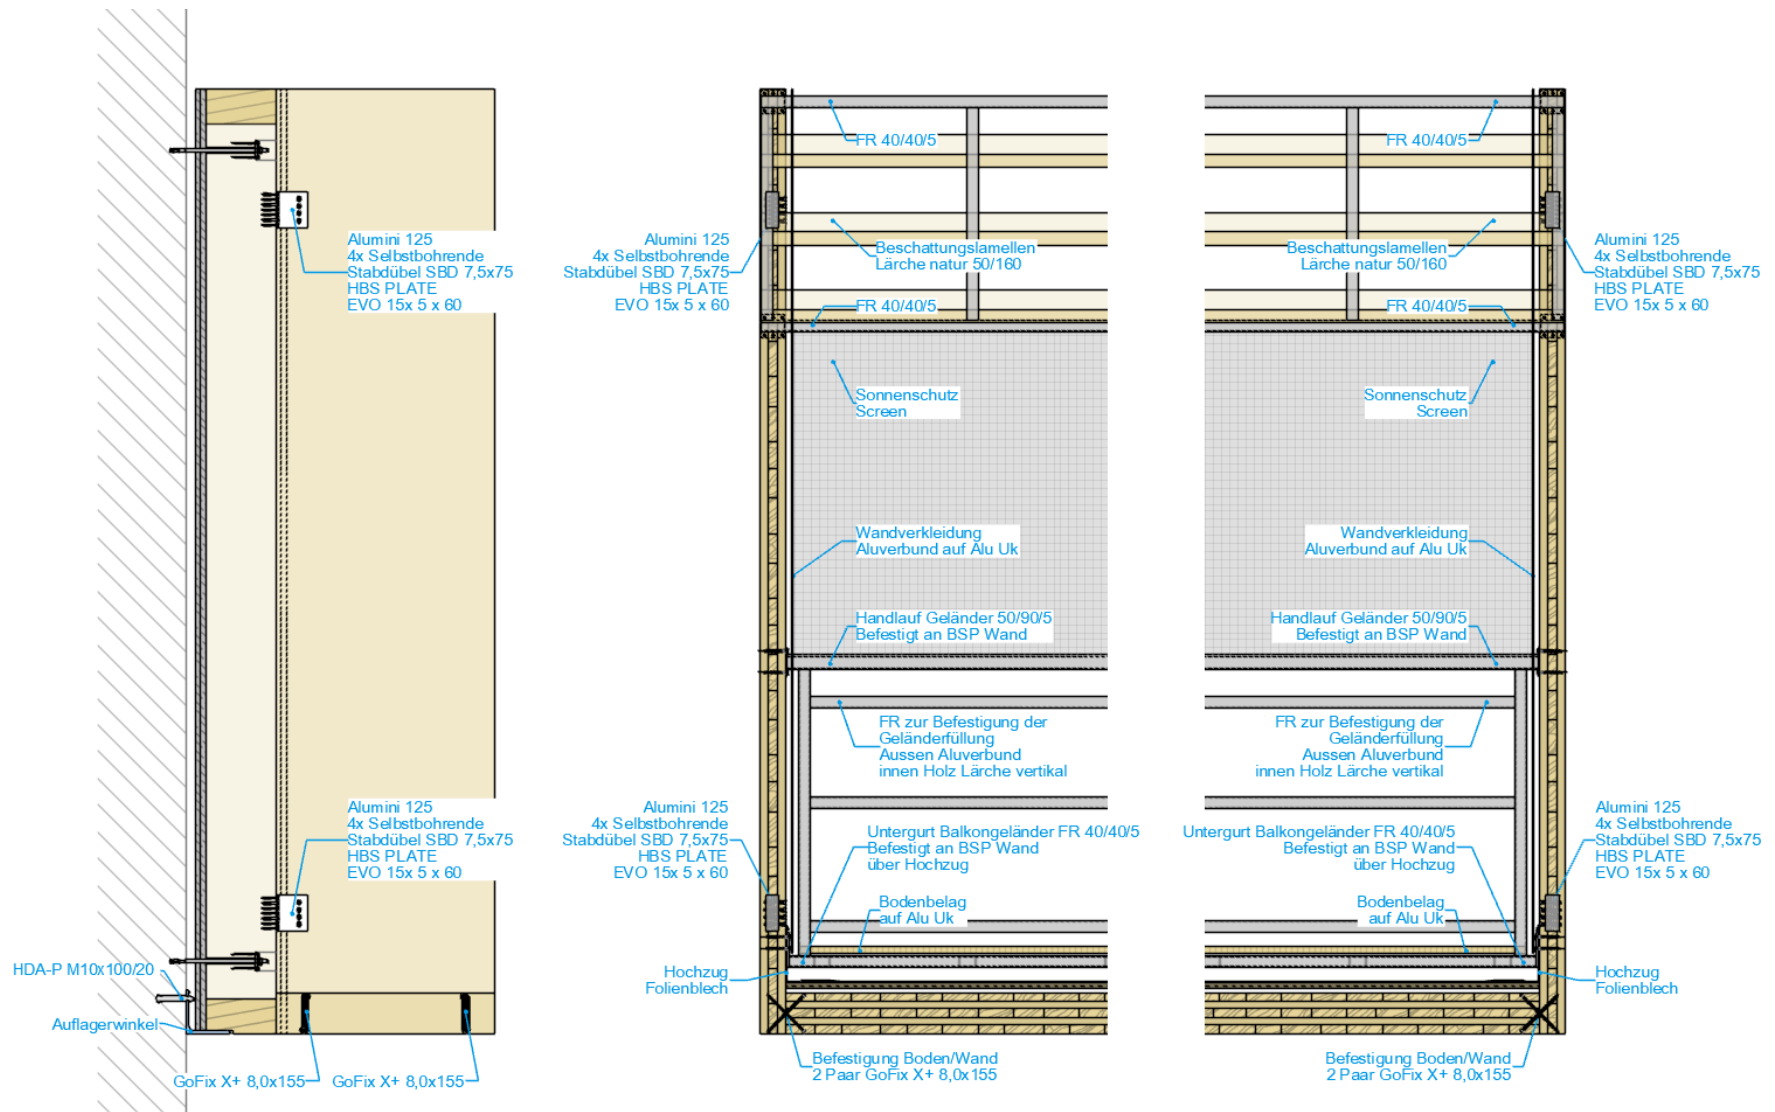 Alumini 125
4x Selbstbohrende
Stabdübel SBD 7,5x75
HBS PLATE
EVO 15x 5 x 60
Alumini 125
4x Selbstbohrende
Stabdübel SBD 7,5x75
HBS PLATE
EVO 15x 5 x 60
HDA-P M10x100/20
Auflagerwinkel
GoFix X+ 8,0x155
GoFix X+ 8,0x155
Alumini 125
4x Selbstbohrende
Stabdübel SBD 7,5x75
HBS PLATE
EVO 15x 5 x 60
Alumini 125
4x Selbstbohrende
Stabdübel SBD 7,5x75
HBS PLATE
EVO 15x 5 x 60
Hochzug
Folienblech
FR 40/40/5
Beschattungslamellen
Lärche natur 50/160
FR 40/40/5
Sonnenschutz
Screen
Wandverkleidung
Aluverbund auf Alu Uk
Handlauf Geländer 50/90/5
Befestigt an BSP Wand
FR zur Befestigung der
Geländerfüllung
Aussen Aluverbund
innen Holz Lärche vertikal
Untergurt Balkongeländer FR 40/40/5
Befestigt an BSP Wand
über Hochzug
Bodenbelag
auf Alu Uk
Befestigung Boden/Wand
2 Paar GoFix X+ 8,0x155
FR 40/40/5
Beschattungslamellen
Lärche natur 50/160
FR 40/40/5
Sonnenschutz
Screen
Wandverkleidung
Aluverbund auf Alu Uk
Handlauf Geländer 50/90/5
Befestigt an BSP Wand
FR zur Befestigung der
Geländerfüllung
Aussen Aluverbund
innen Holz Lärche vertikal
Untergurt Balkongeländer FR 40/40/5
Befestigt an BSP Wand
über Hochzug
Bodenbelag
auf Alu Uk
Befestigung Boden/Wand
2 Paar GoFix X+ 8,0x155
Alumini 125
4x Selbstbohrende
Stabdübel SBD 7,5x75
HBS PLATE
EVO 15x 5 x 60
Alumini 125
4x Selbstbohrende
Stabdübel SBD 7,5x75
HBS PLATE
EVO 15x 5 x 60
Hochzug
Folienblech